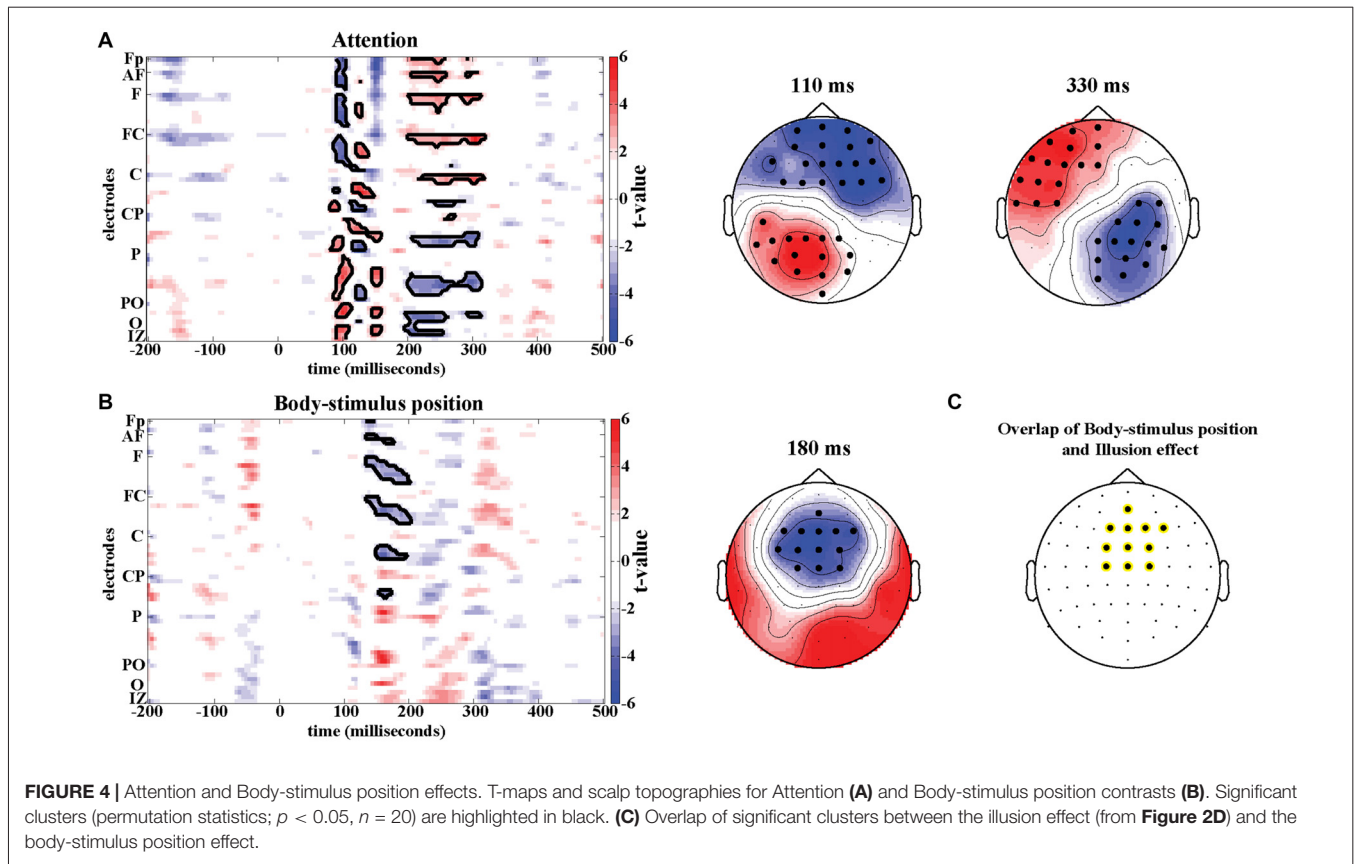 A
Attention
Fp
AF
F
FC
C
CP
P
PO
O
IZ
electrodes
-200 -100 0 100 200 300 400 500
time (milliseconds)
6
4
2
0
-2
-4
-6
t-value
110 ms
330 ms
B
Body-stimulus position
Fp
AF
F
FC
C
CP
P
PO
O
IZ
electrodes
-200 -100 0 100 200 300 400 500
time (milliseconds)
6
4
2
0
-2
-4
-6
t-value
180 ms
C
Overlap of Body-stimulus position
and Illusion effect
FIGURE 4 | Attention and Body-stimulus position effects. T-maps and scalp topographies for Attention (A) and Body-stimulus position contrasts (B). Significant
clusters (permutation statistics; p < 0.05, n = 20) are highlighted in black. (C) Overlap of significant clusters between the illusion effect (from Figure 2D) and the
body-stimulus position effect.